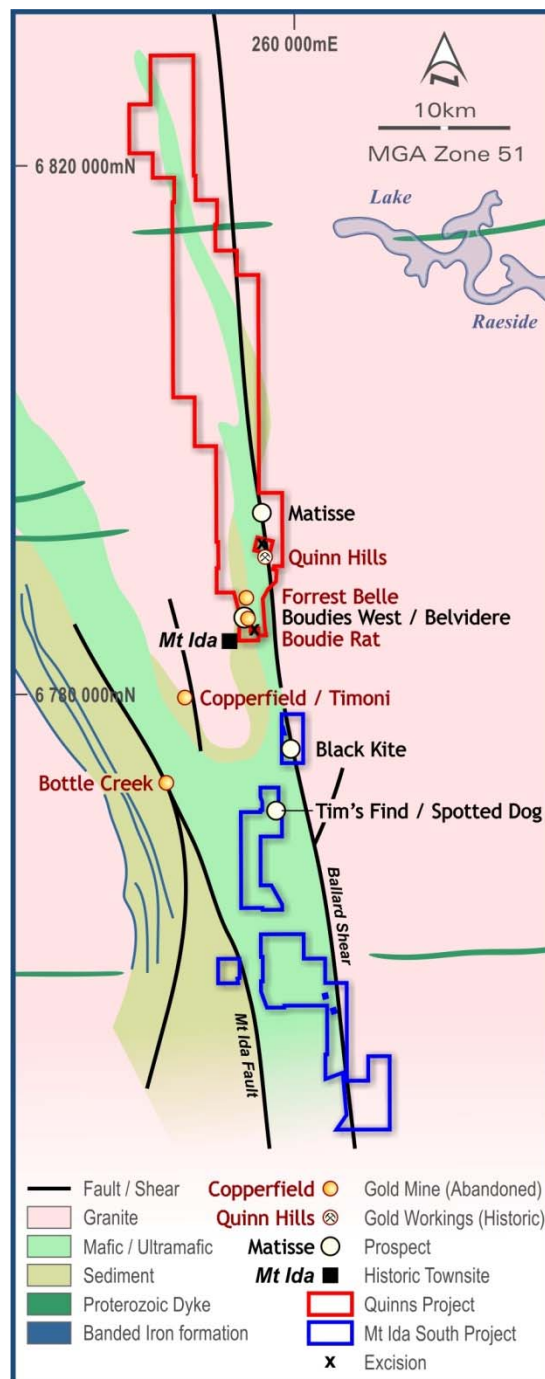 260 000mE
N
10km
MGA Zone 51
6 820 000mN
Lake
Raeside
Matisse
x
Quinn Hills
Forrest Belle
Boudies West / Belvidere
x
Boudie Rat
Mt Ida
6 780 000mN
Copperfield / Timoni
Black Kite
Bottle Creek
Tim's Find / Spotted Dog
Ballard Shear
Mt Ida Fault
Fault / Shear
Granite
Mafic / Ultramafic
Sediment
Proterozoic Dyke
Banded Iron formation
Copperfield Gold Mine (Abandoned)
Quinn Hills Gold Workings (Historic)
Matisse Prospect
Mt Ida Historic Townsite
Quinns Project
Mt Ida South Project
x Excision